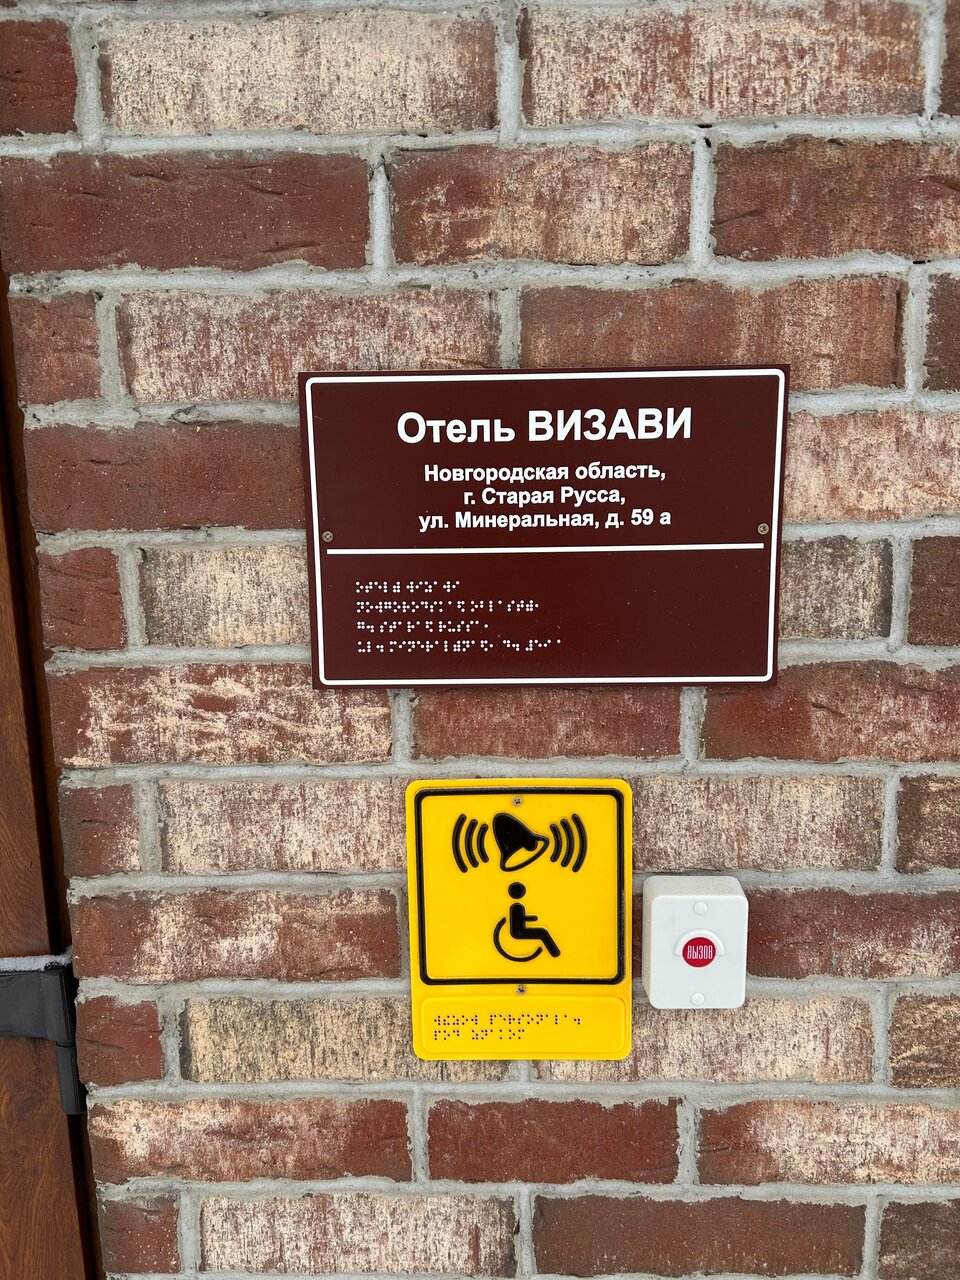 Отель ВИЗАВИ
Новгородская область,
г. Старая Русса,
ул. Минеральная, д. 59 а
ВЫЗОВ